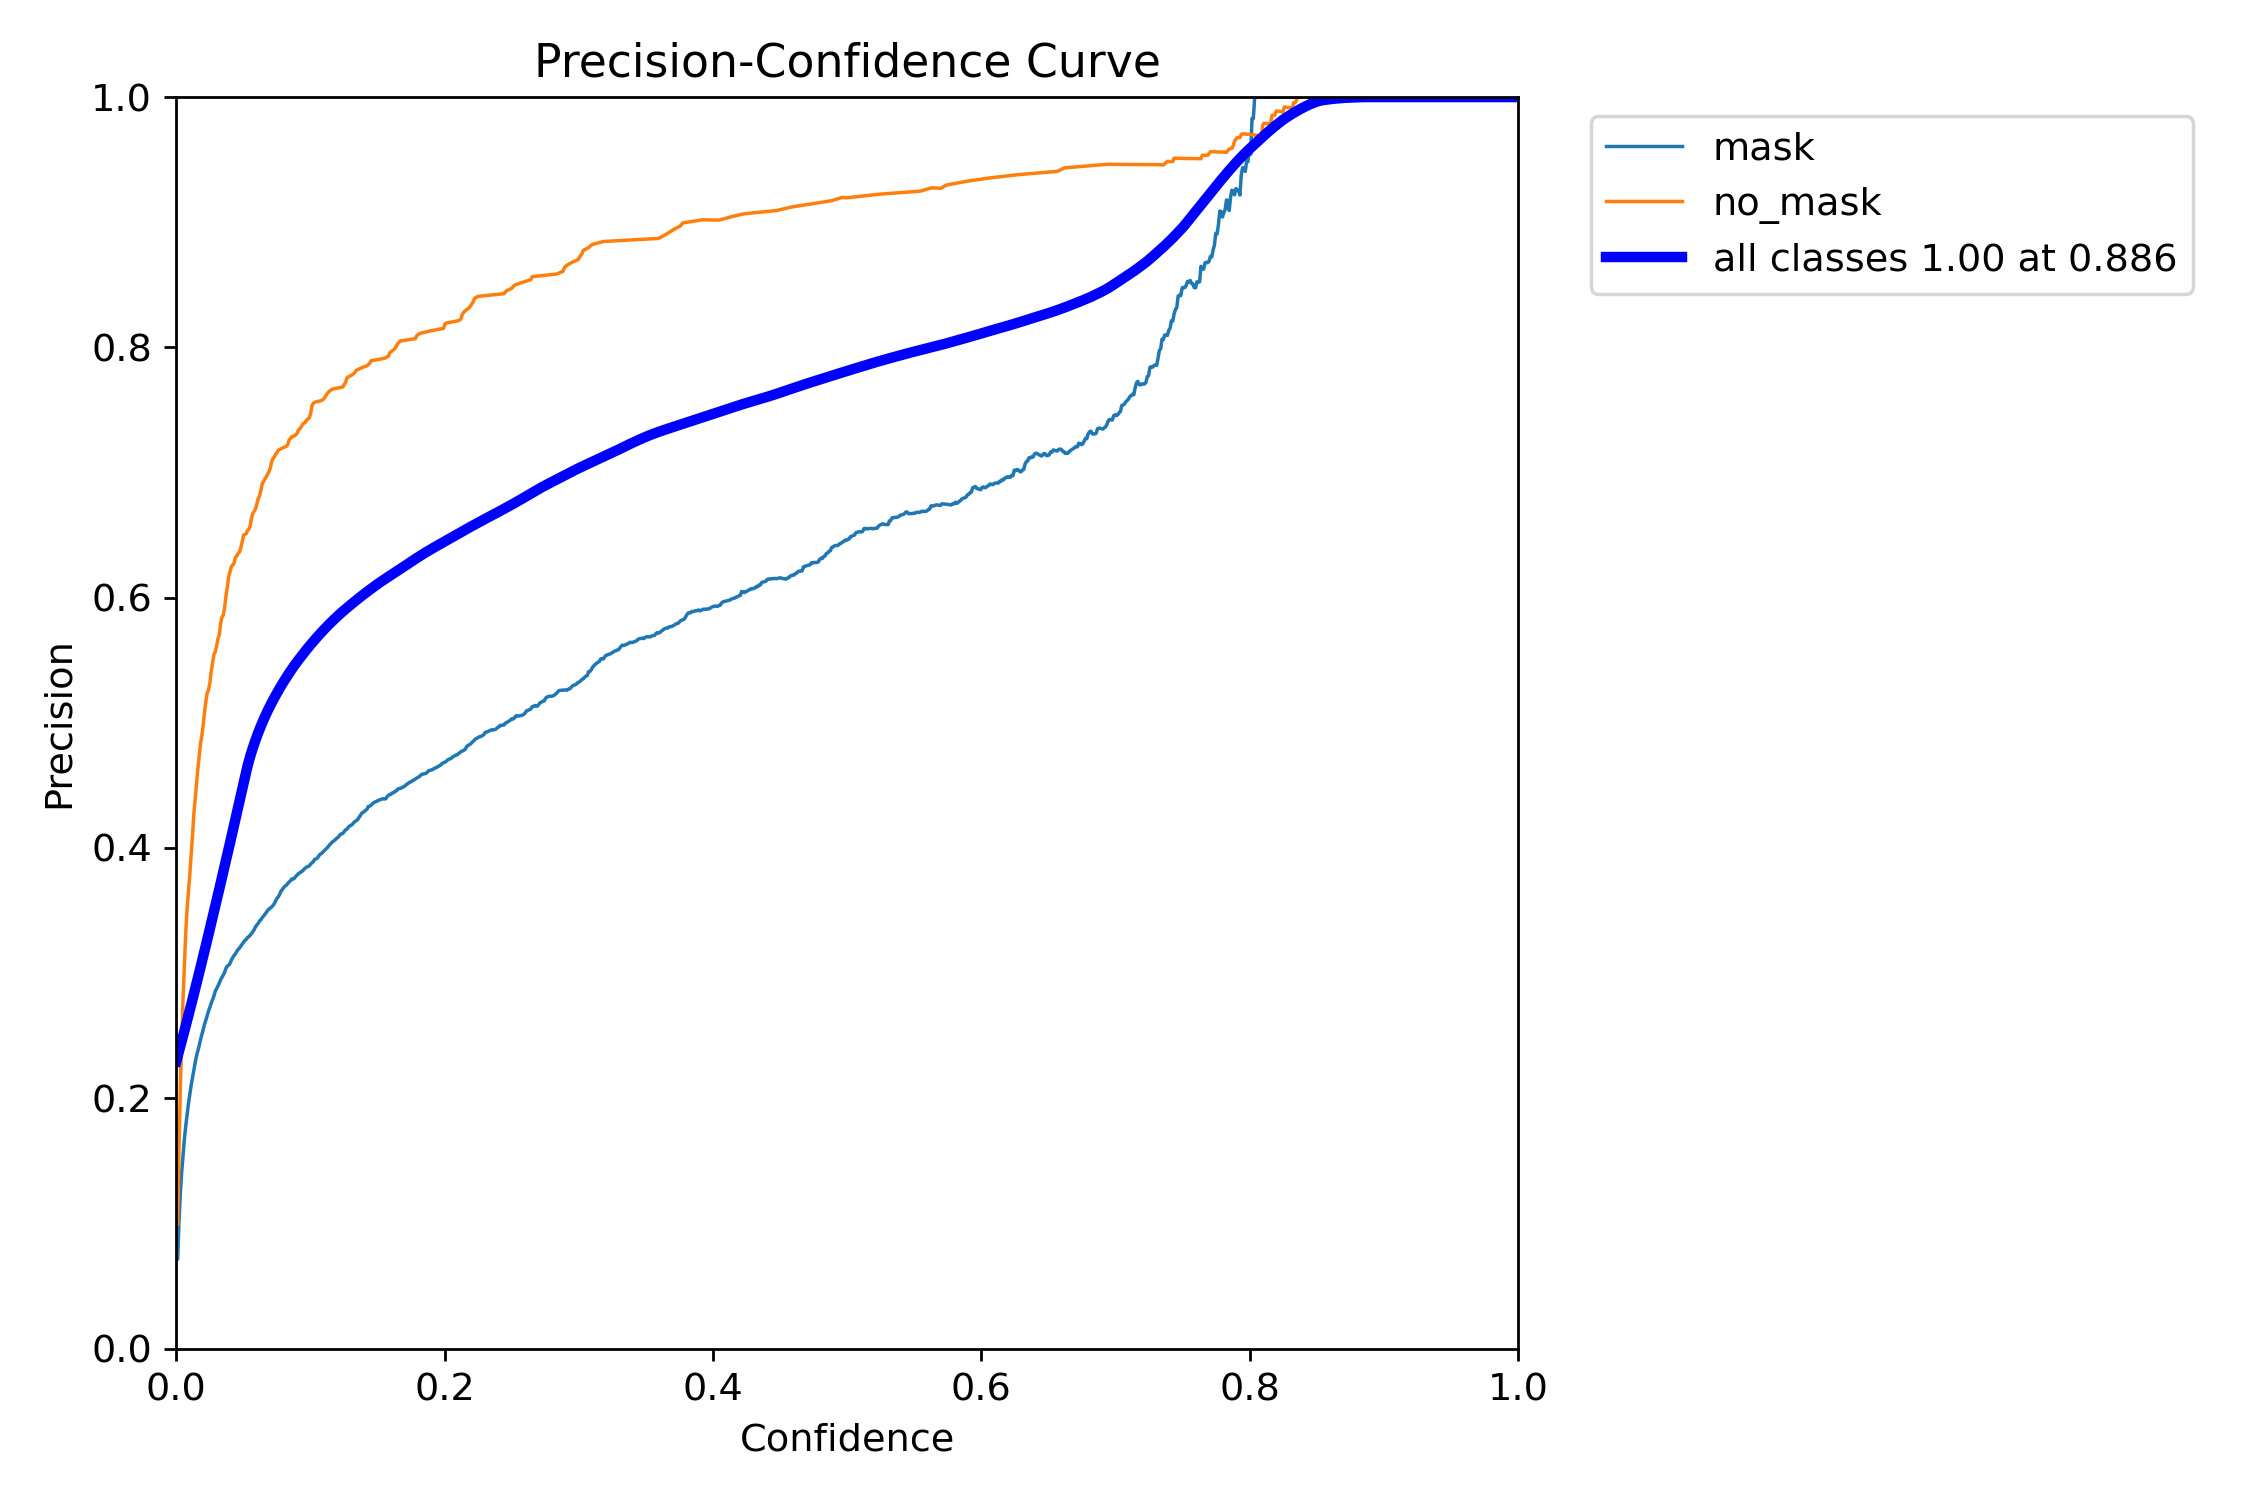 Precision-Confidence Curve
1.0
0.8
0.6
0.4
0.2
0.0
Precision
0.0 0.2 0.4 0.6 0.8 1.0
Confidence
mask
no_mask
all classes 1.00 at 0.886